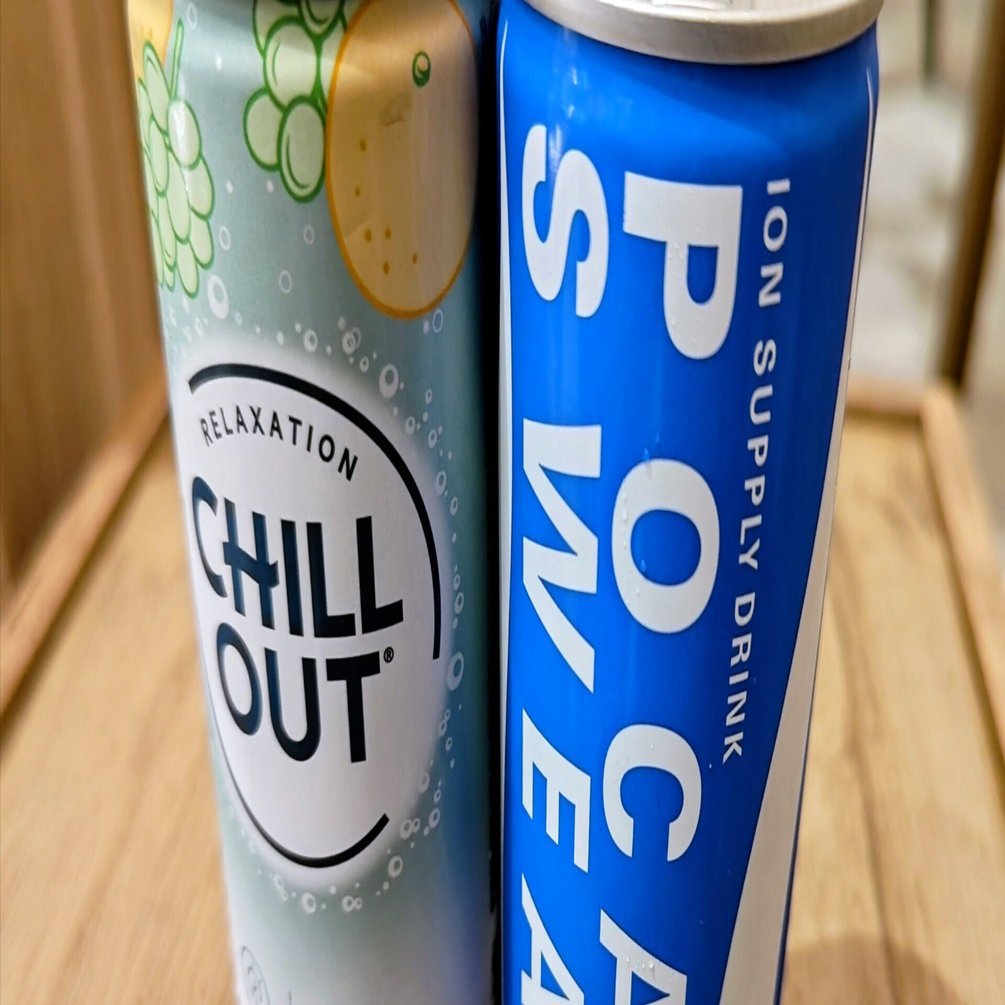 RELAXATION
CHILL
OUT®
ION SUPPLY DRINK
POCA
SWEA